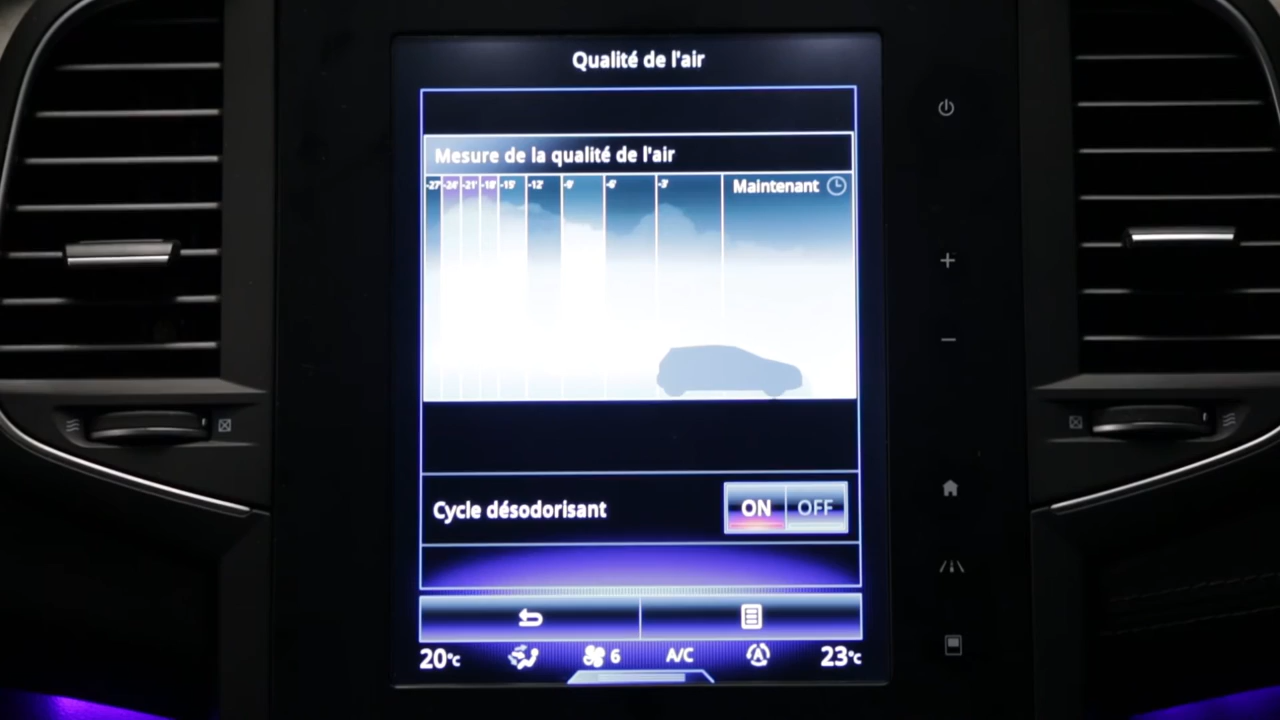 Qualité de l'air
Mesure de la qualité de l'air
-27' -24' -21' -18' -15' -12' -9' -6' -3' Maintenant
Cycle désodorisant ON OFF
20°C 6 A/C 23°C